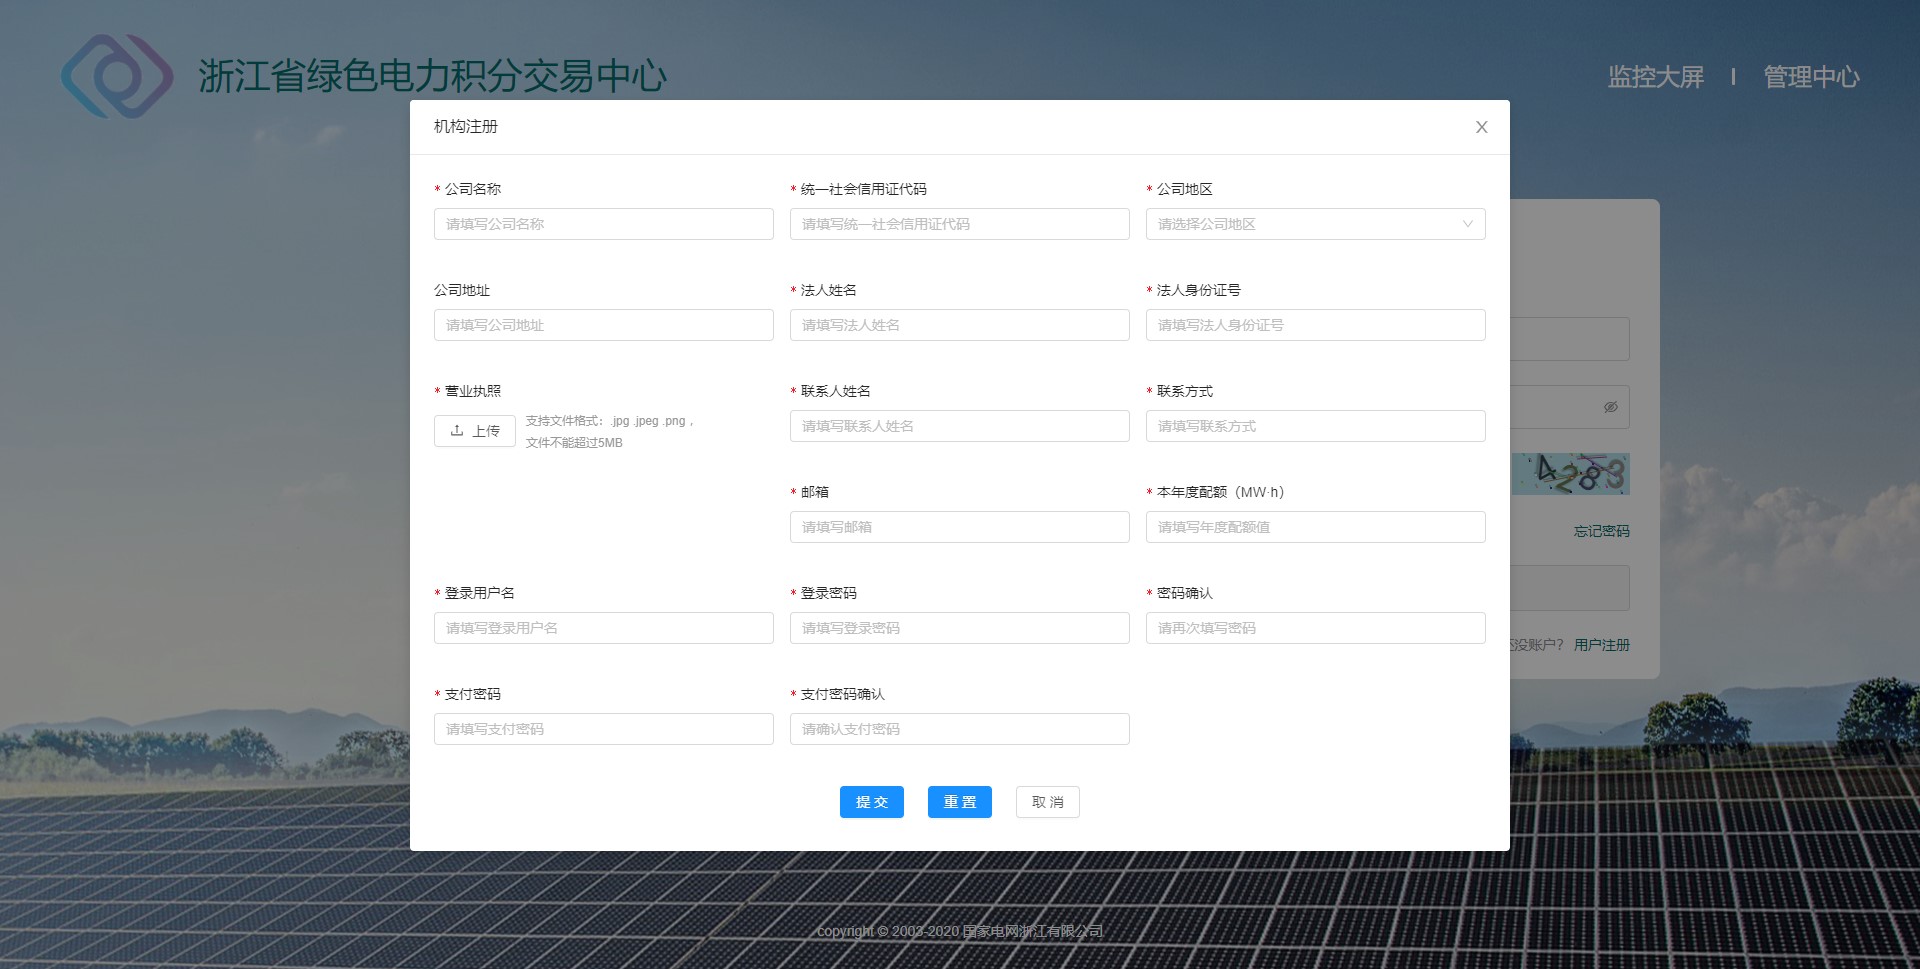 浙江省绿色电力积分交易中心
监控大屏 | 管理中心
机构注册
* 公司名称
* 统一社会信用证代码
* 公司地区
请填写公司名称
请填写统一社会信用证代码
请选择公司地区
公司地址
* 法人姓名
* 法人身份证号
请填写公司地址
请填写法人姓名
请填写法人身份证号
* 营业执照
* 联系人姓名
* 联系方式
上传
支持文件格式：.jpg .jpeg .png，
文件不能超过5MB
请填写联系人姓名
请填写联系方式
4283
* 邮箱
* 本年度配额（MW·h）
请填写邮箱
请填写年度配额值
忘记密码
* 登录用户名
* 登录密码
* 密码确认
请填写登录用户名
请填写登录密码
请再次填写密码
还没账户？ 用户注册
* 支付密码
* 支付密码确认
请填写支付密码
请确认支付密码
提 交
重 置
取 消
copyright © 2003-2020 国家电网浙江有限公司